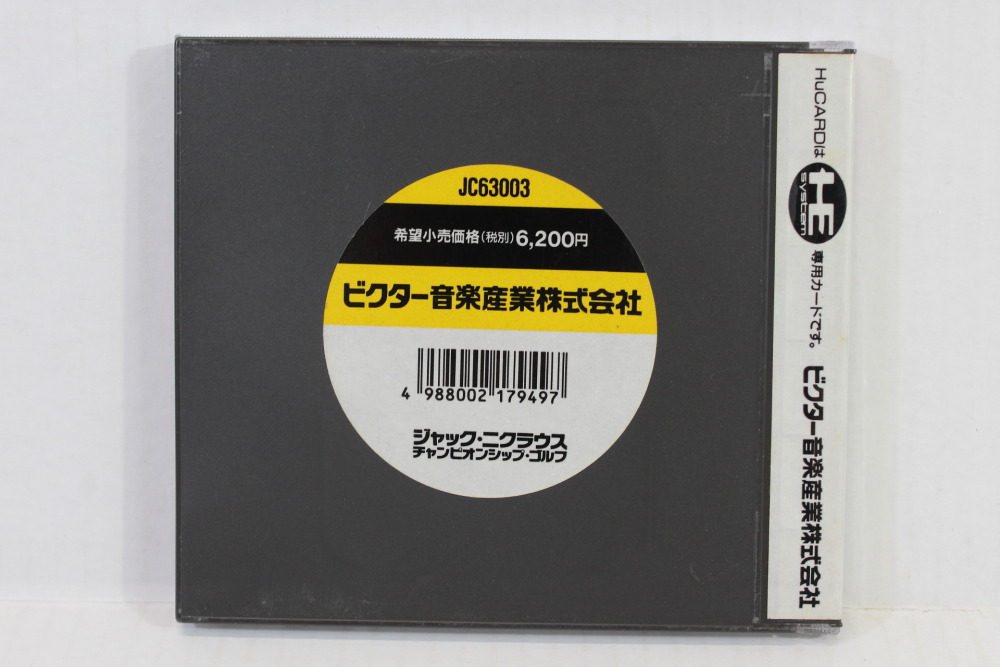 JC63003
希望小売価格(税別)6,200円
ビクター音楽産業株式会社
4 988002 179497
ジャック・ニクラウス
チャンピオンシップ・ゴルフ
HuCARDは HE system 専用カードです。 ビクター音楽産業株式会社